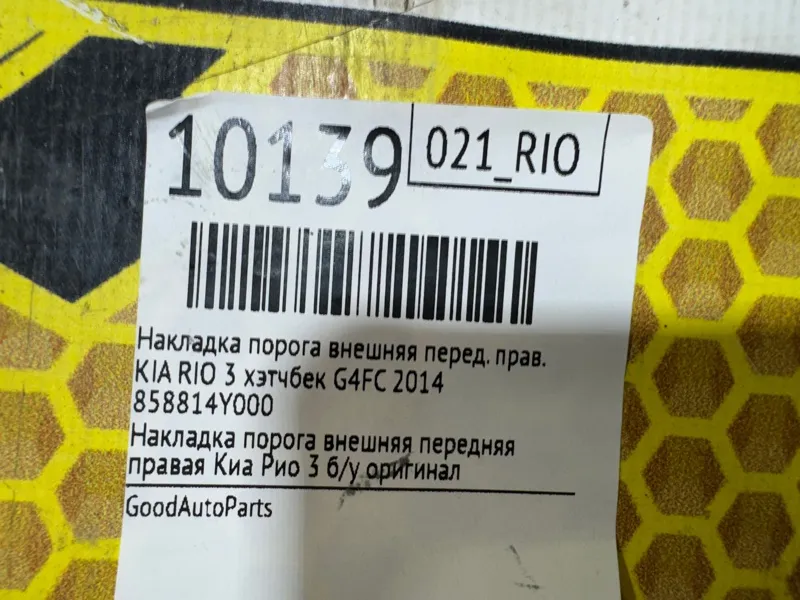 10139
021_RIO
Накладка порога внешняя перед. прав.
KIA RIO 3 хэтчбек G4FC 2014
858814Y000
Накладка порога внешняя передняя
правая Киа Рио 3 б/у оригинал
GoodAutoParts